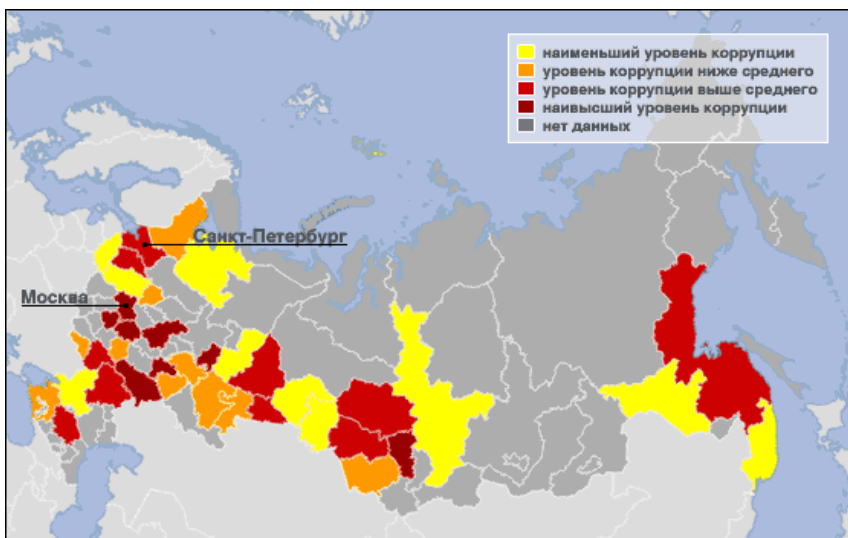 наименьший уровень коррупции
уровень коррупции ниже среднего
уровень коррупции выше среднего
наивысший уровень коррупции
нет данных
Санкт-Петербург
Москва